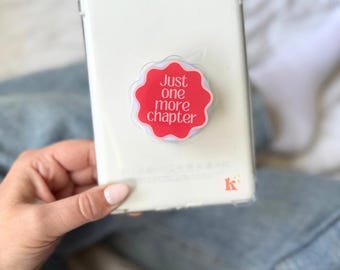 Just
one
more
chapter
k